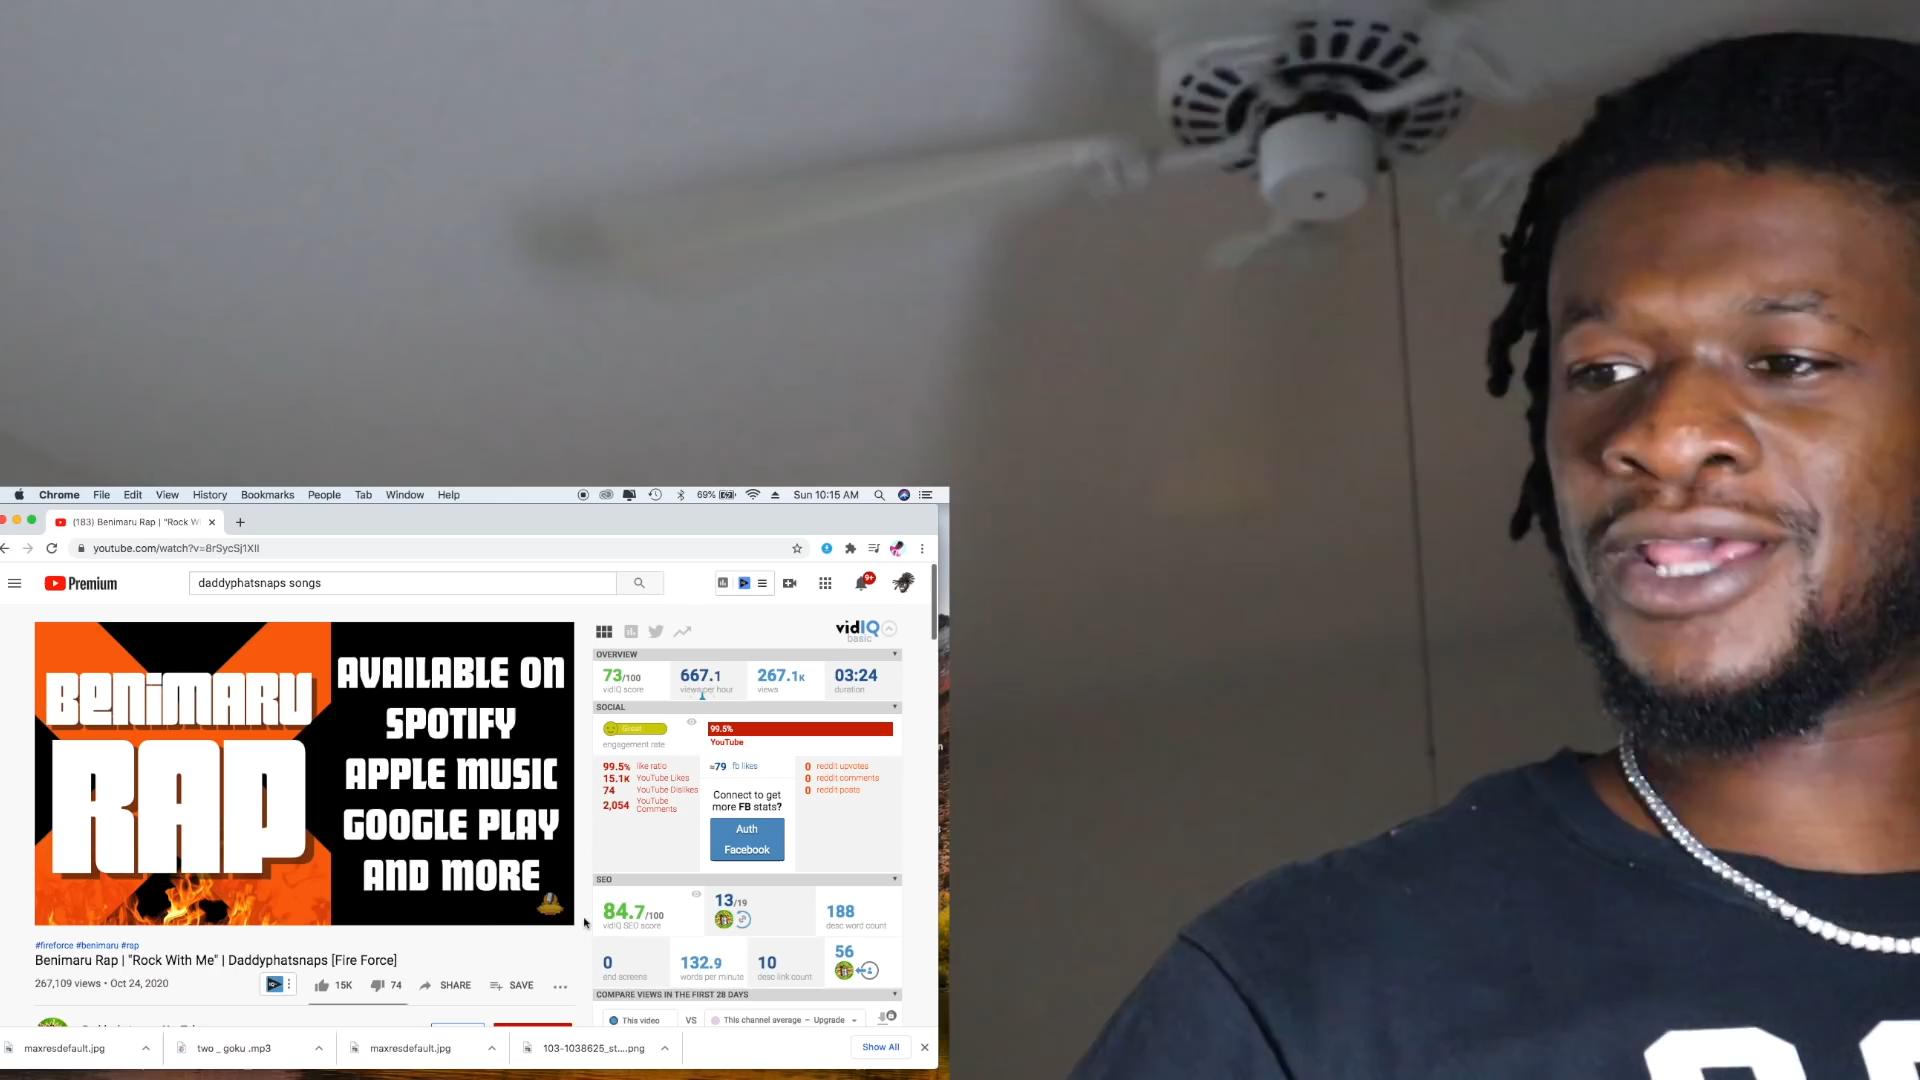 Chrome File Edit View History Bookmarks People Tab Window Help 69% Sun 10:15 AM
(183) Benimaru Rap | "Rock Wi
youtube.com/watch?v=8rSycSj1XII
Premium daddyphatsnaps songs 9+
BENIMARU
RAP
AVAILABLE ON
SPOTIFY
APPLE MUSIC
GOOGLE PLAY
AND MORE
#fireforce #benimaru #rap
Benimaru Rap | "Rock With Me" | Daddyphatsnaps [Fire Force]
267,109 views • Oct 24, 2020 15K 74 SHARE SAVE
vidIQ
basic
OVERVIEW
73/100 667.1 267.1K 03:24
vidIQ score views per hour views duration
SOCIAL
Great 99.5%
engagement rate YouTube
99.5% like ratio
15.1K YouTube Likes
74 YouTube Dislikes
2,054 YouTube Comments
≈79 fb likes
Connect to get
more FB stats?
Auth
Facebook
0 reddit upvotes
0 reddit comments
0 reddit posts
SEO
84.7/100 13/19 188
vidIQ SEO score desc word count
0 132.9 10 56
end screens words per minute desc link count
COMPARE VIEWS IN THE FIRST 28 DAYS
This video VS This channel average – Upgrade
maxresdefault.jpg two _ goku .mp3 maxresdefault.jpg 103-1038625_st....png Show All